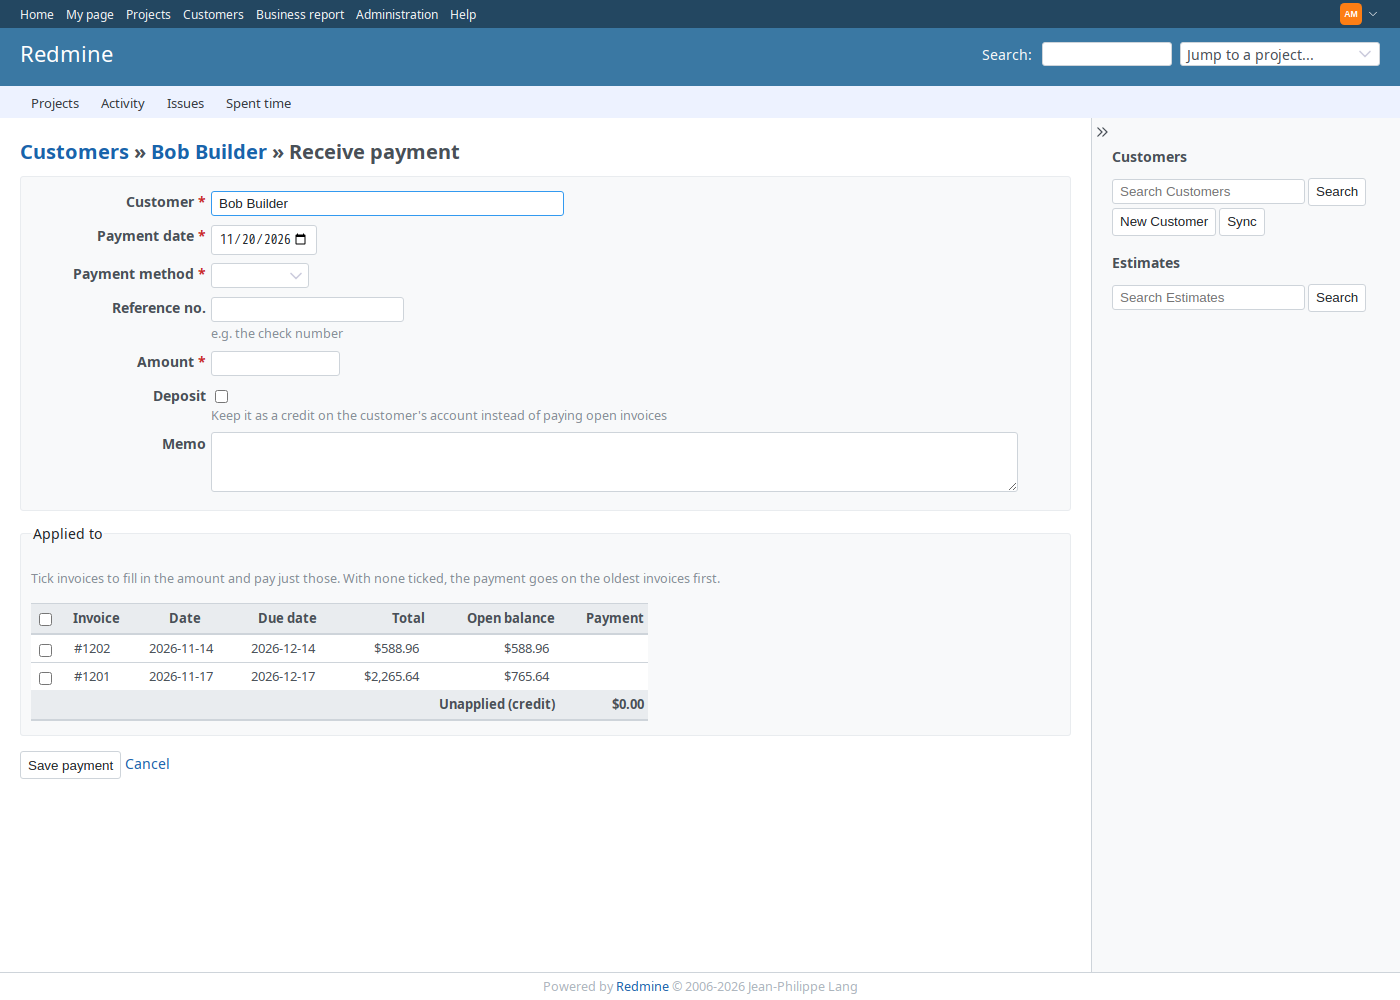 Home My page Projects Customers Business report Administration Help AM
Redmine Search: Jump to a project...
Projects Activity Issues Spent time
Customers » Bob Builder » Receive payment
Customer * Bob Builder
Payment date * 11/20/2026
Payment method *
Reference no.
e.g. the check number
Amount *
Deposit
Keep it as a credit on the customer's account instead of paying open invoices
Memo
Applied to
Tick invoices to fill in the amount and pay just those. With none ticked, the payment goes on the oldest invoices first.
Invoice Date Due date Total Open balance Payment
#1202 2026-11-14 2026-12-14 $588.96 $588.96
#1201 2026-11-17 2026-12-17 $2,265.64 $765.64
Unapplied (credit) $0.00
Save payment Cancel
Customers
Search Customers Search
New Customer Sync
Estimates
Search Estimates Search
Powered by Redmine © 2006-2026 Jean-Philippe Lang